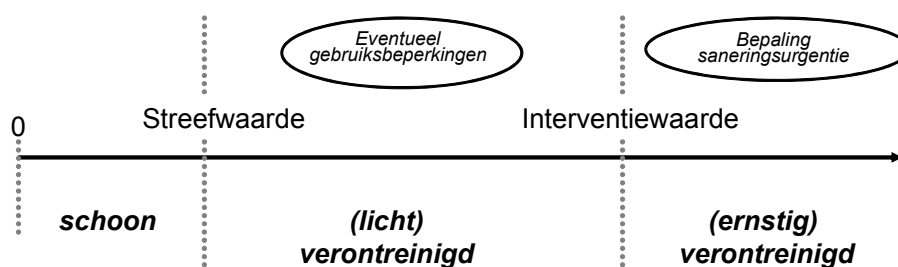 Eventueel
gebruiksbeperkingen
Bepaling
saneringsurgentie
0
Streefwaarde
Interventiewaarde
schoon
(licht)
verontreinigd
(ernstig)
verontreinigd